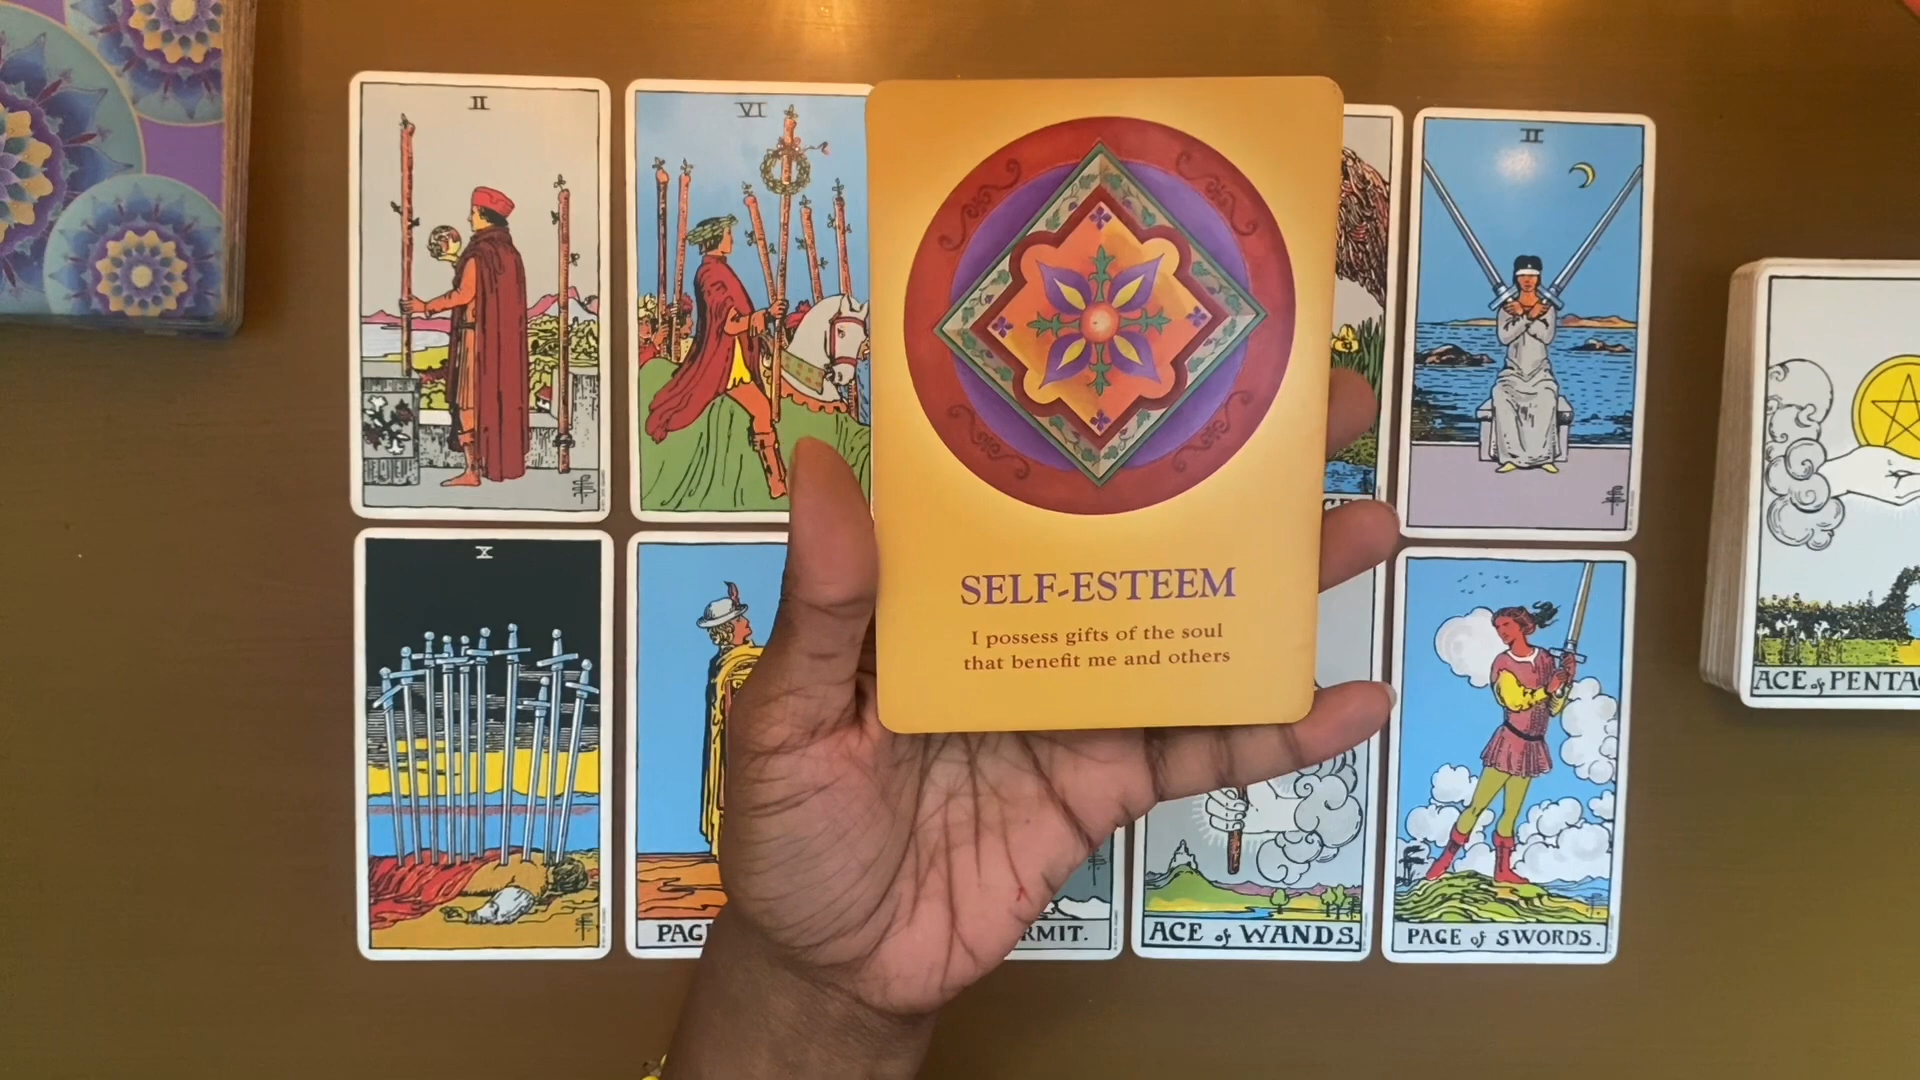 II
VI
II
SELF-ESTEEM
I possess gifts of the soul
that benefit me and others
X
ACE of PENTA
PAG
RMIT.
ACE of WANDS.
PAGE of SWORDS.